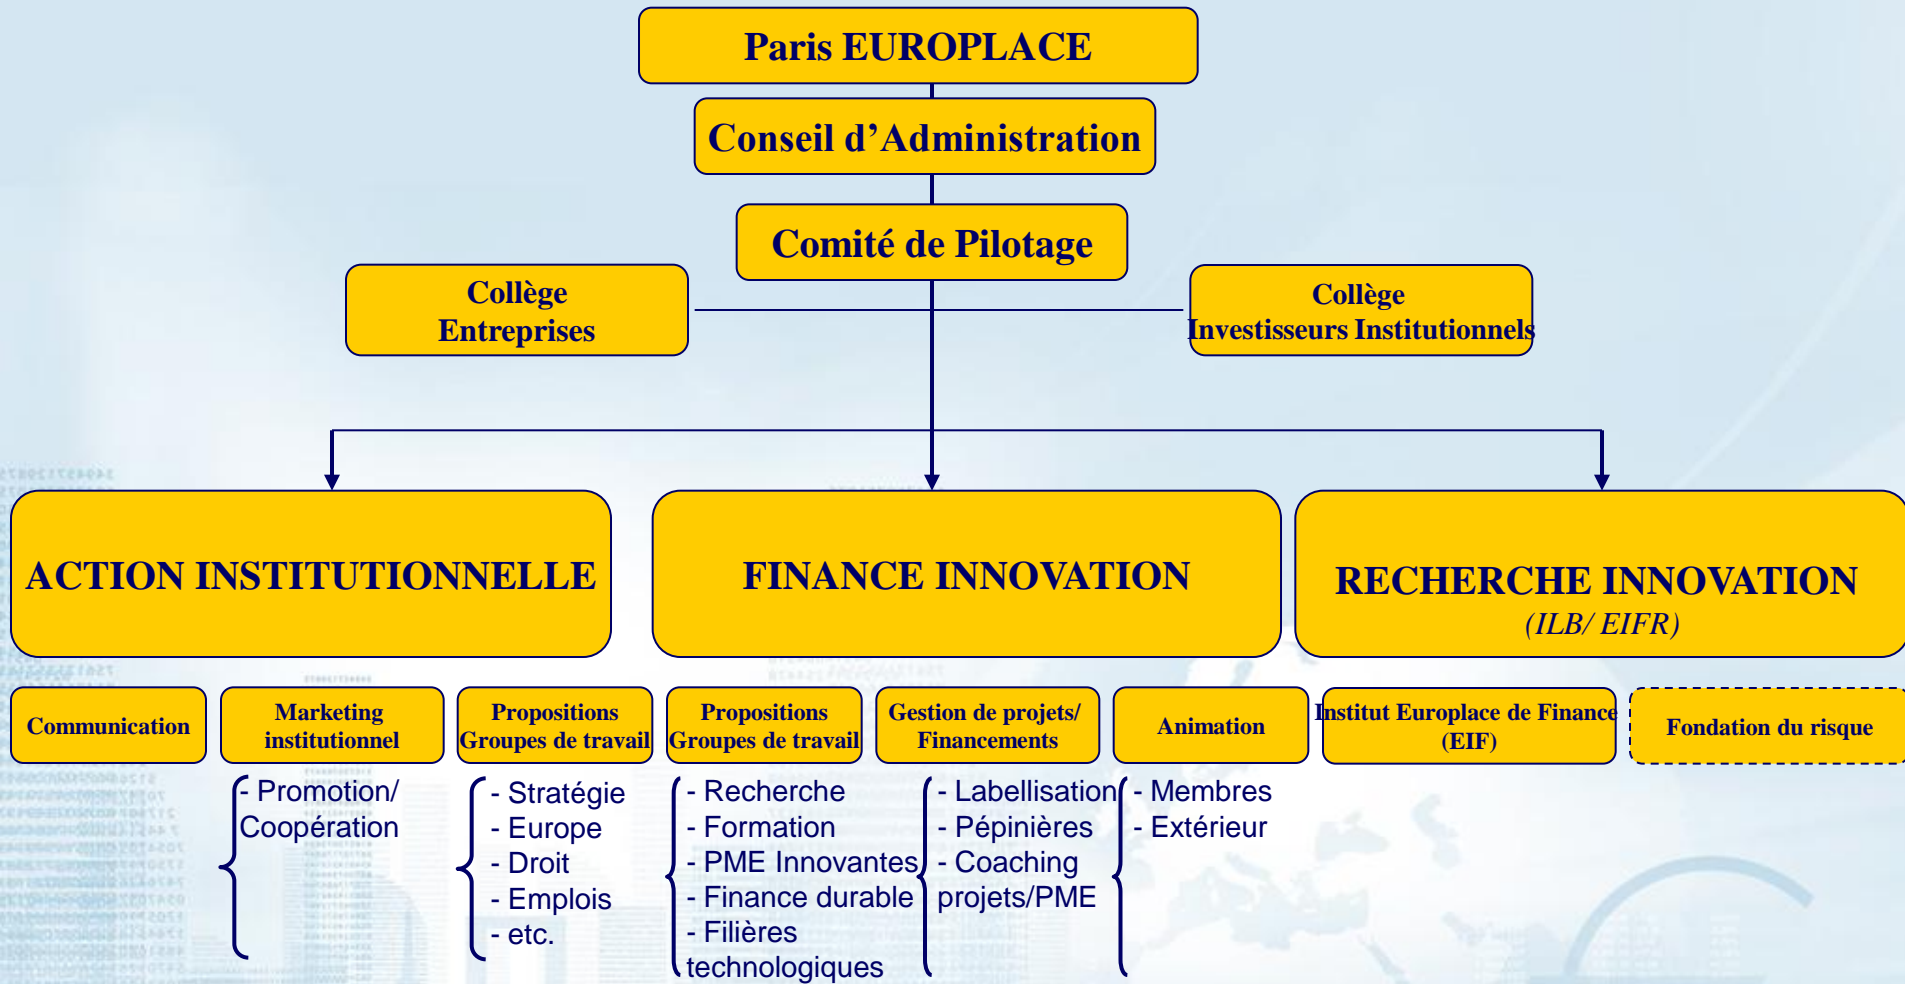 Paris EUROPLACE
Conseil d’Administration
Comité de Pilotage
Collège
Entreprises
Collège
Investisseurs Institutionnels
ACTION INSTITUTIONNELLE
FINANCE INNOVATION
RECHERCHE INNOVATION
(ILB/ EIFR)
Communication
Marketing
institutionnel
- Promotion/
Coopération
Propositions
Groupes de travail
- Stratégie
- Europe
- Droit
- Emplois
- etc.
Propositions
Groupes de travail
- Recherche
- Formation
- PME Innovantes
- Finance durable
- Filières
technologiques
Gestion de projets/
Financements
- Labellisation
- Pépinières
- Coaching
projets/PME
Animation
- Membres
- Extérieur
Institut Europlace de Finance
(EIF)
Fondation du risque